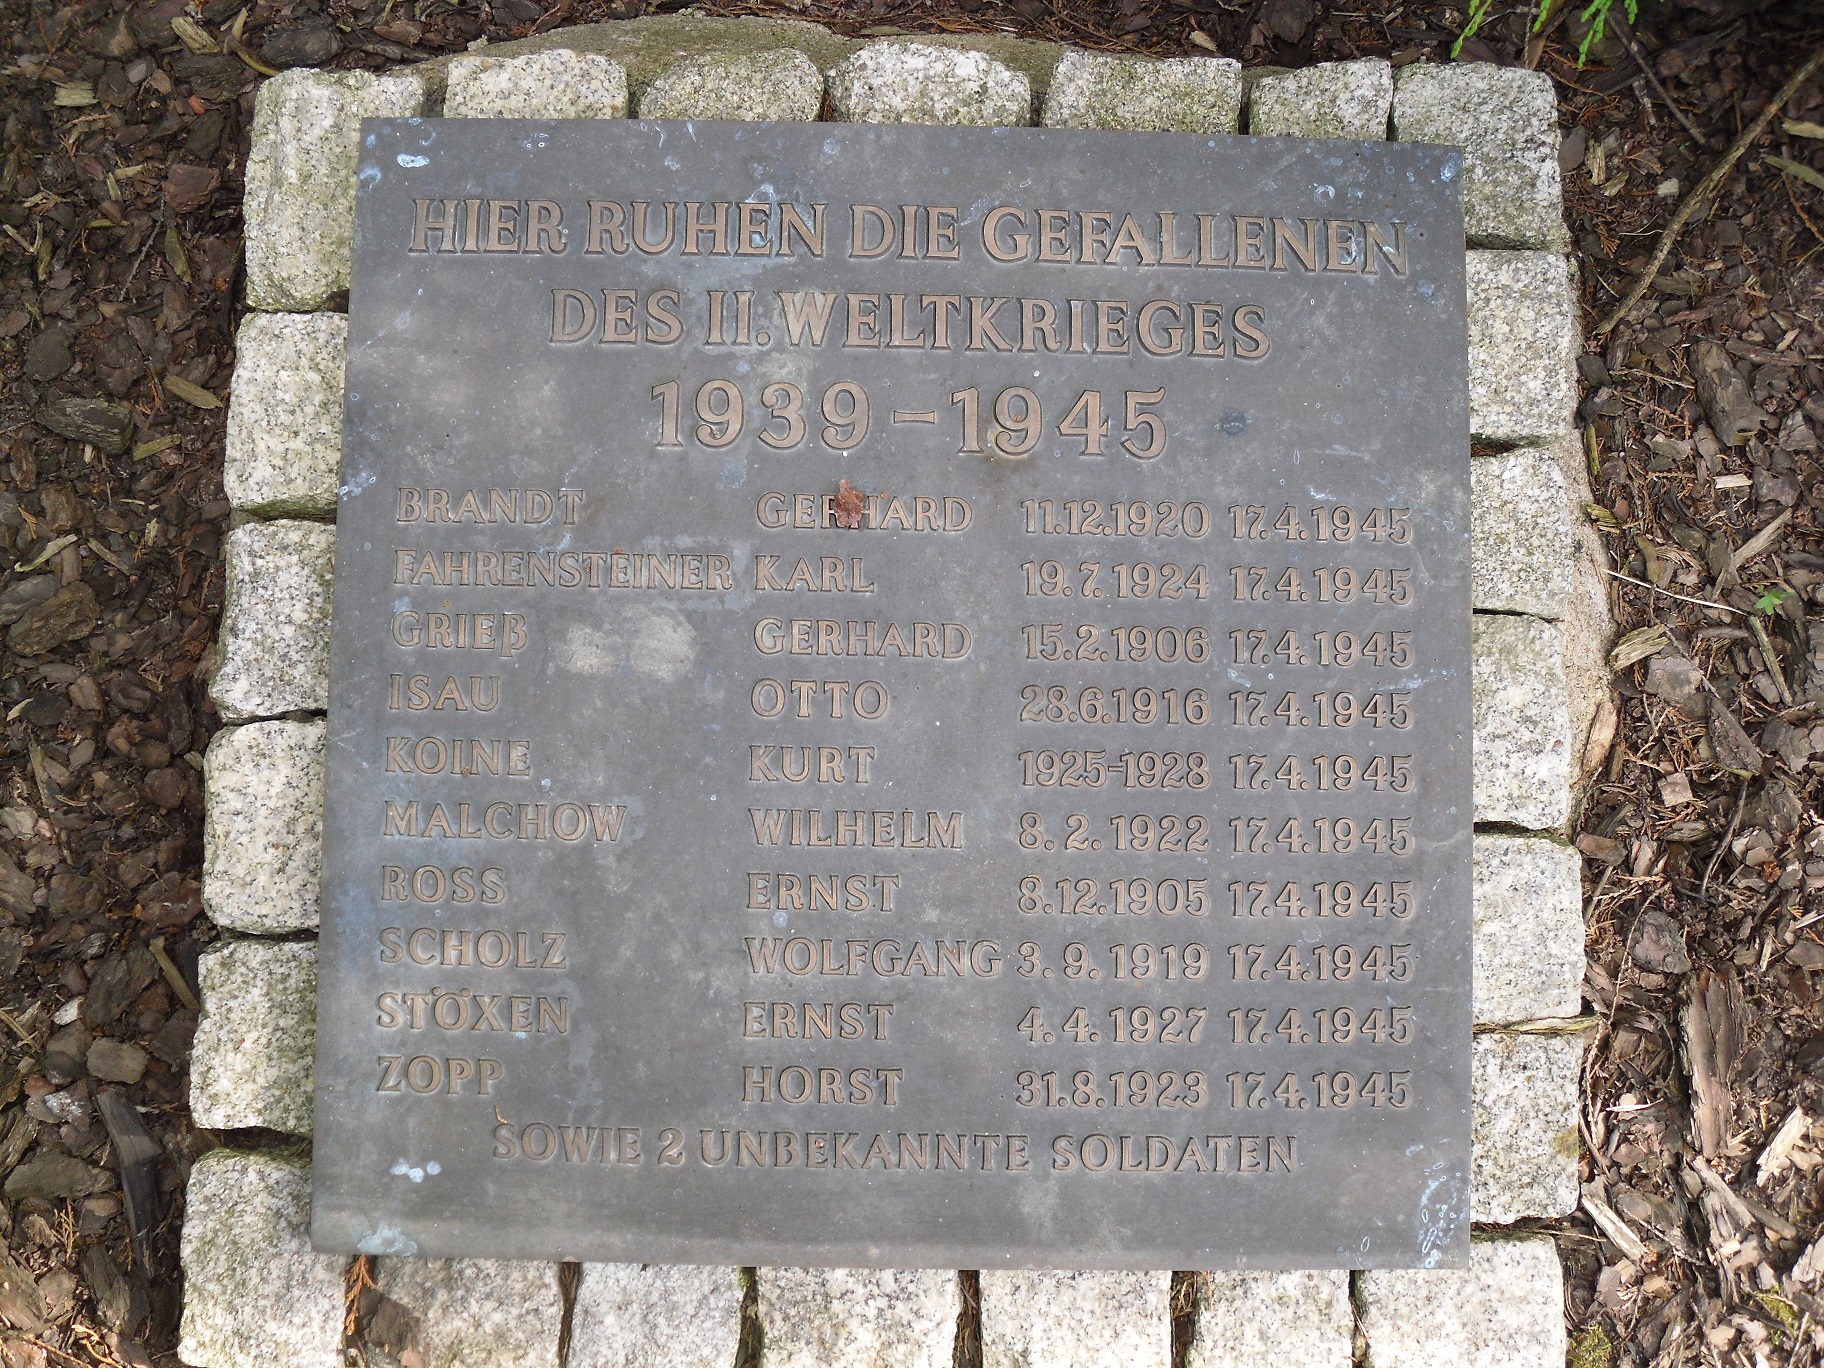 HIER RUHEN DIE GEFALLENEN
DES II. WELTKRIEGES
1939-1945
BRANDT GERHARD 11.12.1920 17.4.1945
FAHRENSTEINER KARL 19.7.1924 17.4.1945
GRIEß GERHARD 15.2.1906 17.4.1945
ISAU OTTO 28.6.1916 17.4.1945
KOINE KURT 1925-1928 17.4.1945
MALCHOW WILHELM 8.2.1922 17.4.1945
ROSS ERNST 8.12.1905 17.4.1945
SCHOLZ WOLFGANG 3.9.1919 17.4.1945
STÖXEN ERNST 4.4.1927 17.4.1945
ZOPP HORST 31.8.1923 17.4.1945
SOWIE 2 UNBEKANNTE SOLDATEN